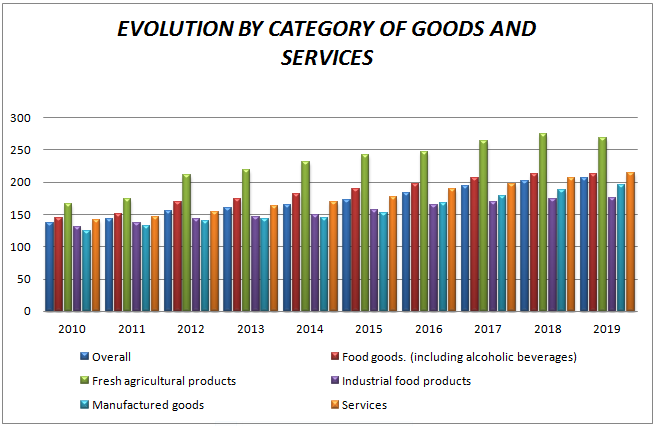 EVOLUTION BY CATEGORY OF GOODS AND
SERVICES
300
250
200
150
100
50
0
2010 2011 2012 2013 2014 2015 2016 2017 2018 2019
Overall
Food goods. (including alcoholic beverages)
Fresh agricultural products
Industrial food products
Manufactured goods
Services